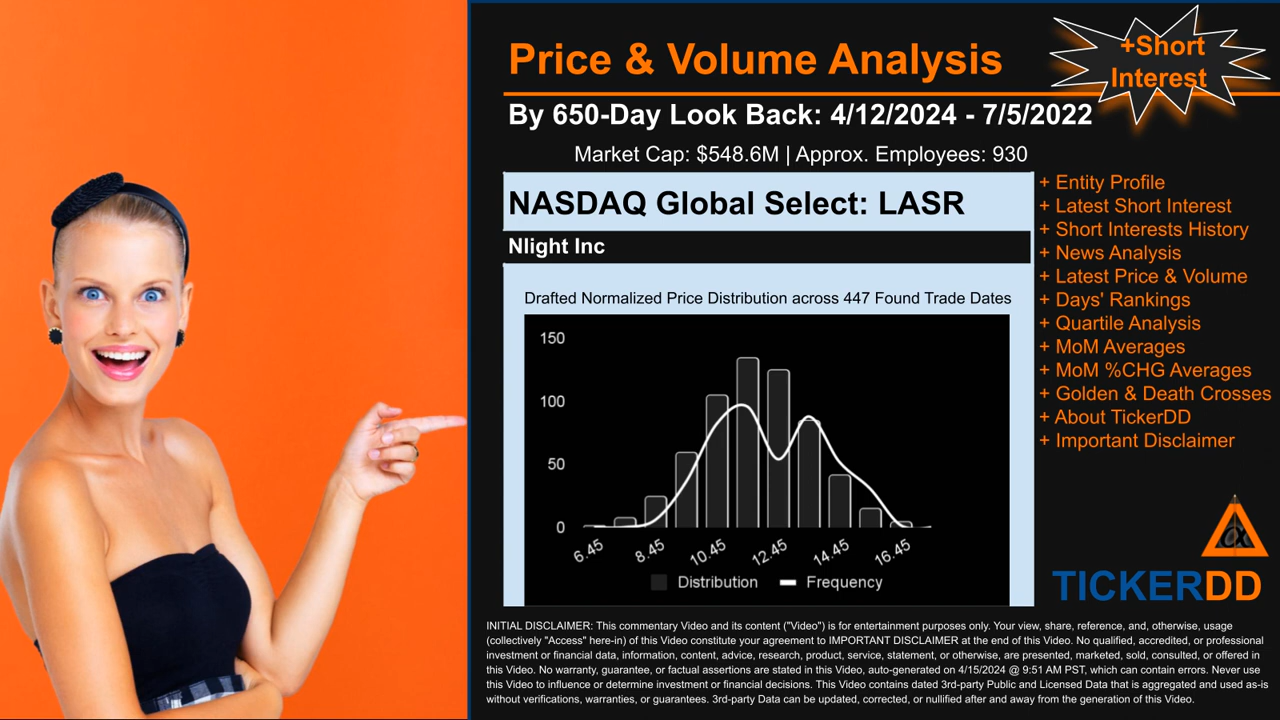 Price & Volume Analysis
+Short
Interest
By 650-Day Look Back: 4/12/2024 - 7/5/2022
Market Cap: $548.6M | Approx. Employees: 930
NASDAQ Global Select: LASR
Nlight Inc
Drafted Normalized Price Distribution across 447 Found Trade Dates
150
100
50
0
6.45 8.45 10.45 12.45 14.45 16.45
Distribution Frequency
+ Entity Profile
+ Latest Short Interest
+ Short Interests History
+ News Analysis
+ Latest Price & Volume
+ Days' Rankings
+ Quartile Analysis
+ MoM Averages
+ MoM %CHG Averages
+ Golden & Death Crosses
+ About TickerDD
+ Important Disclaimer
TICKERDD
INITIAL DISCLAIMER: This commentary Video and its content ("Video") is for entertainment purposes only. Your view, share, reference, and, otherwise, usage
(collectively "Access" here-in) of this Video constitute your agreement to IMPORTANT DISCLAIMER at the end of this Video. No qualified, accredited, or professional
investment or financial data, information, content, advice, research, product, service, statement, or otherwise, are presented, marketed, sold, consulted, or offered in
this Video. No warranty, guarantee, or factual assertions are stated in this Video, auto-generated on 4/15/2024 @ 9:51 AM PST, which can contain errors. Never use
this Video to influence or determine investment or financial decisions. This Video contains dated 3rd-party Public and Licensed Data that is aggregated and used as-is
without verifications, warranties, or guarantees. 3rd-party Data can be updated, corrected, or nullified after and away from the generation of this Video.